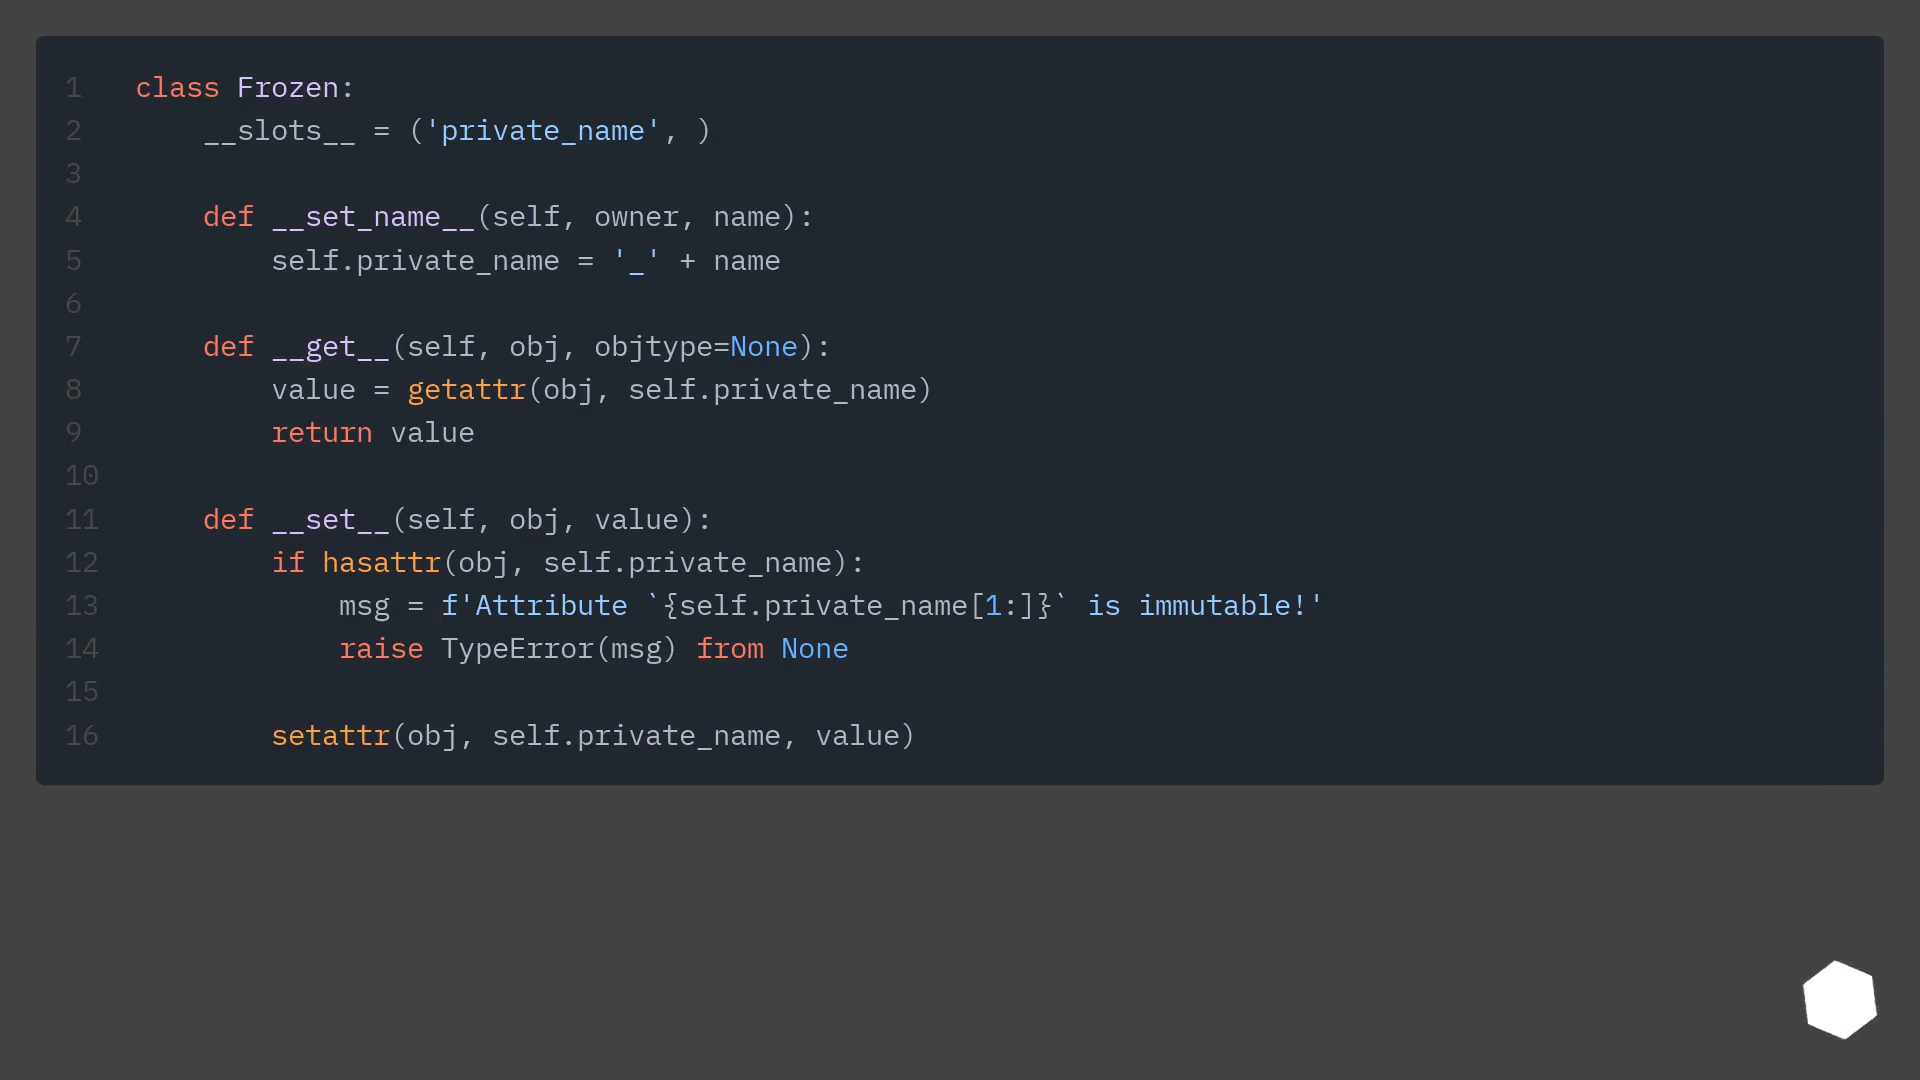 1 class Frozen:
2 __slots__ = ('private_name', )
3
4 def __set_name__(self, owner, name):
5 self.private_name = '_' + name
6
7 def __get__(self, obj, objtype=None):
8 value = getattr(obj, self.private_name)
9 return value
10
11 def __set__(self, obj, value):
12 if hasattr(obj, self.private_name):
13 msg = f'Attribute `{self.private_name[1:]}` is immutable!'
14 raise TypeError(msg) from None
15
16 setattr(obj, self.private_name, value)